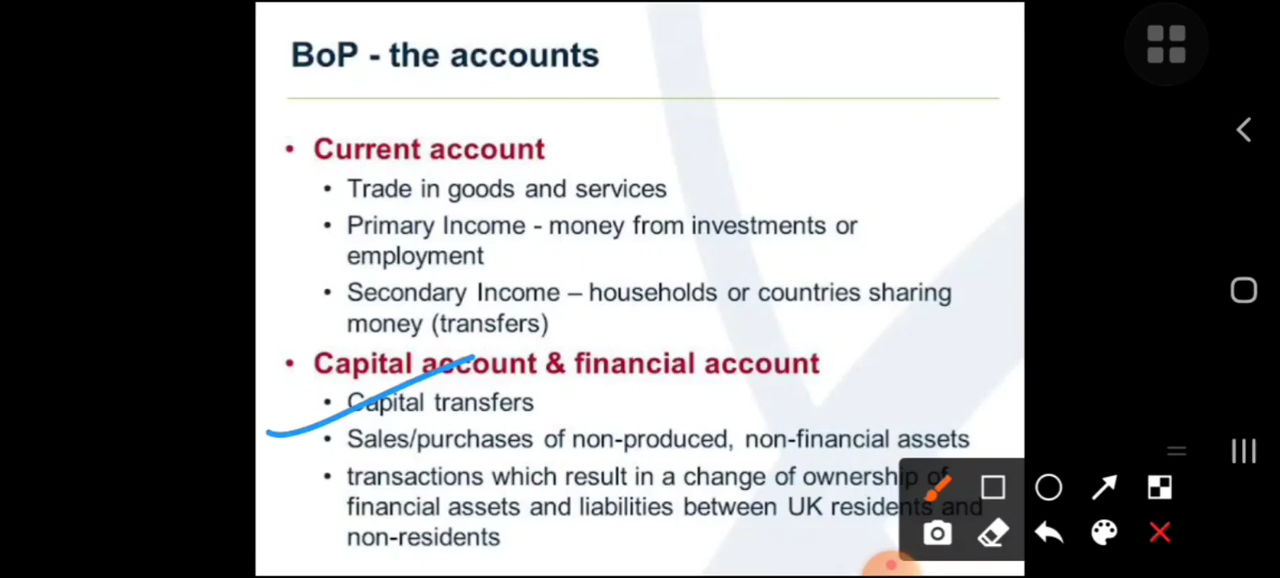 BoP - the accounts
• Current account
• Trade in goods and services
• Primary Income - money from investments or
employment
• Secondary Income – households or countries sharing
money (transfers)
• Capital account & financial account
• Capital transfers
• Sales/purchases of non-produced, non-financial assets
• transactions which result in a change of ownership of
financial assets and liabilities between UK residents and
non-residents